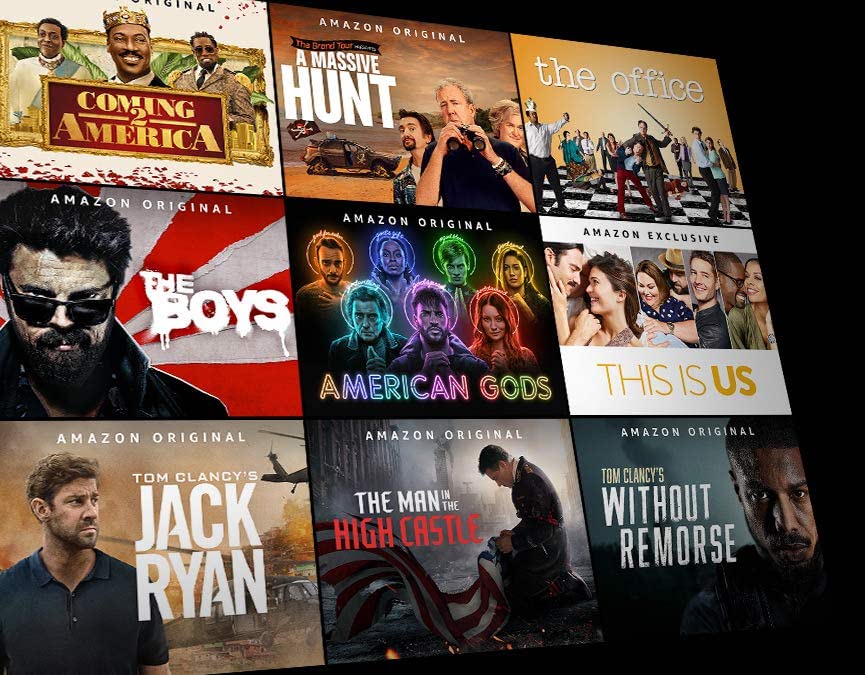 ORIGINAL
COMING
2
AMERICA
AMAZON ORIGINAL
The Grand Tour PRESENTS
A MASSIVE
HUNT
the office
AMAZON ORIGINAL
THE
BOYS
AMAZON ORIGINAL
AMERICAN GODS
AMAZON EXCLUSIVE
THIS IS US
AMAZON ORIGINAL
TOM CLANCY'S
JACK
RYAN
AMAZON ORIGINAL
THE MAN IN THE
HIGH CASTLE
AMAZON ORIGINAL
TOM CLANCY'S
WITHOUT
REMORSE